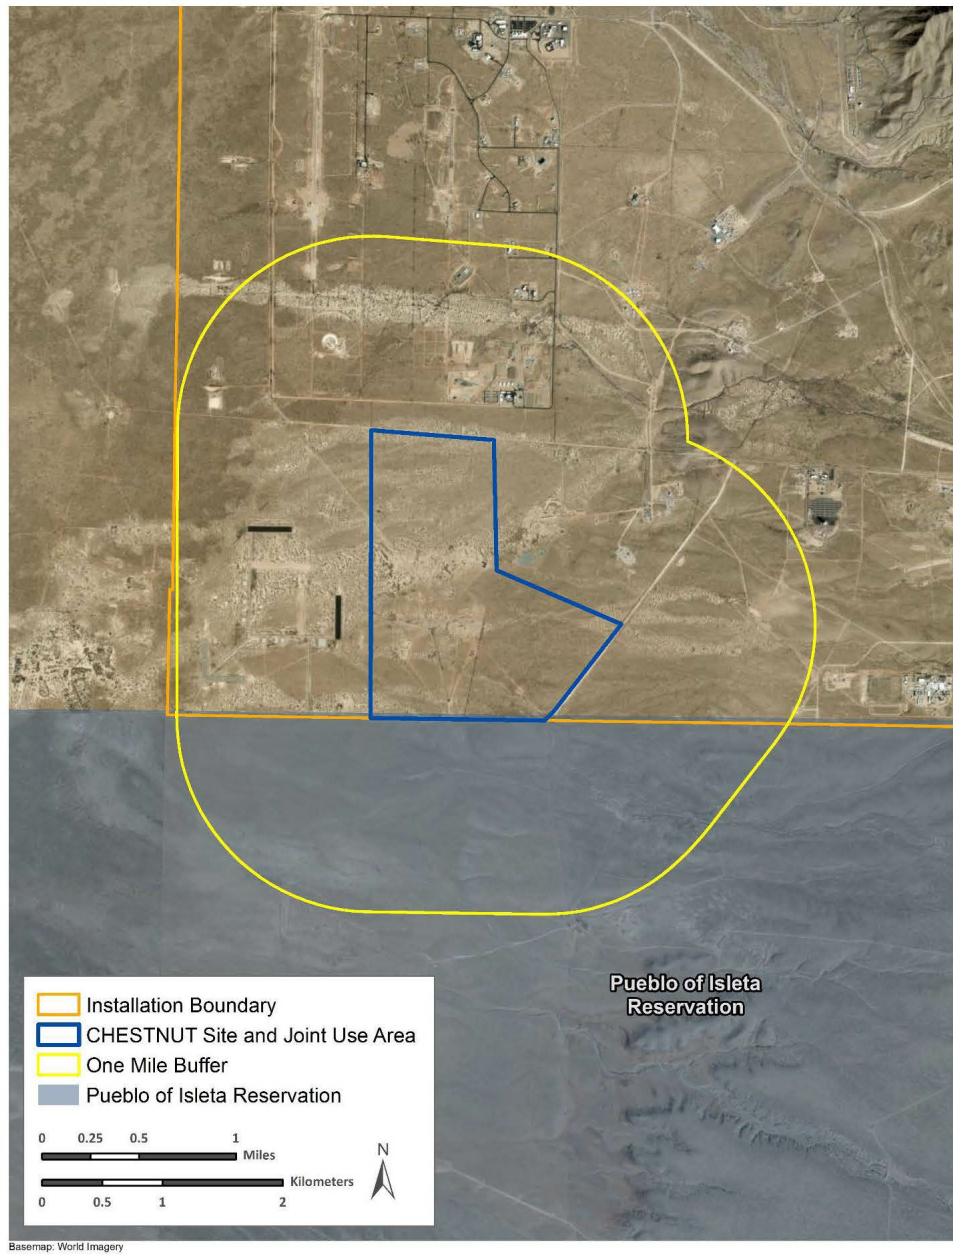 Pueblo of Isleta
Reservation
Installation Boundary
CHESTNUT Site and Joint Use Area
One Mile Buffer
Pueblo of Isleta Reservation
0 0.25 0.5 1
Miles
Kilometers
0 0.5 1 2
N
Basemap: World Imagery